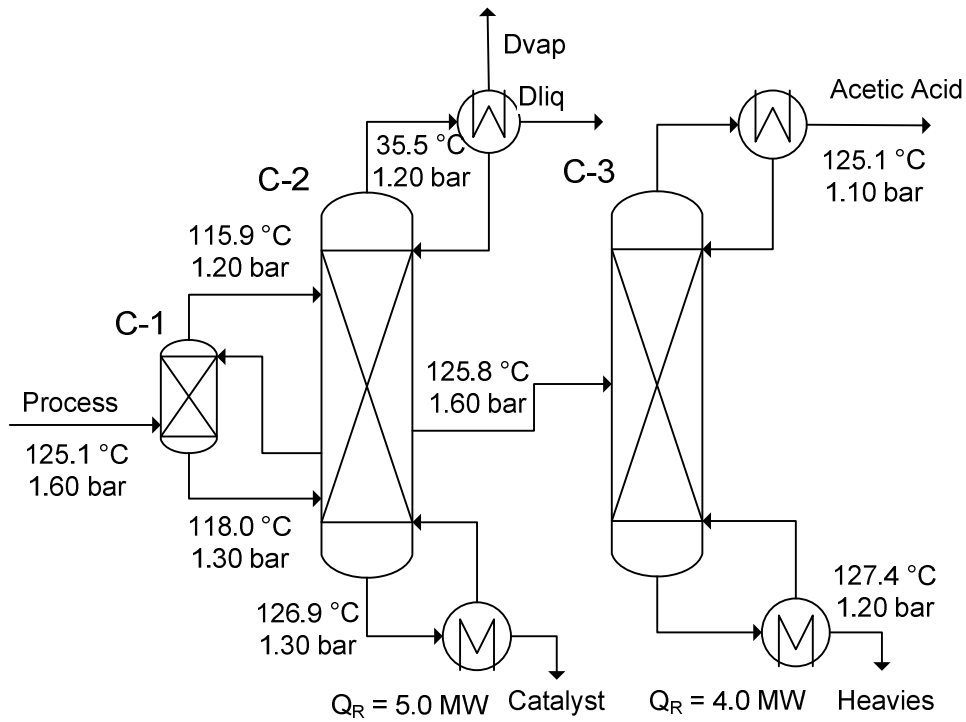 Dvap
Dliq
Acetic Acid
35.5 °C
1.20 bar
125.1 °C
1.10 bar
C-2
C-3
115.9 °C
1.20 bar
C-1
125.8 °C
1.60 bar
Process
125.1 °C
1.60 bar
118.0 °C
1.30 bar
126.9 °C
1.30 bar
127.4 °C
1.20 bar
QR = 5.0 MW
Catalyst
QR = 4.0 MW
Heavies